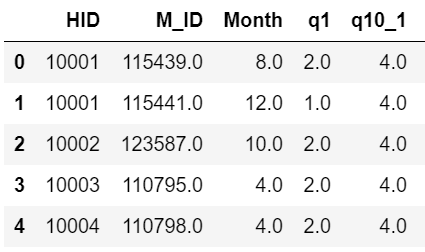 HID M_ID Month q1 q10_1
0 10001 115439.0 8.0 2.0 4.0
1 10001 115441.0 12.0 1.0 4.0
2 10002 123587.0 10.0 2.0 4.0
3 10003 110795.0 4.0 2.0 4.0
4 10004 110798.0 4.0 2.0 4.0